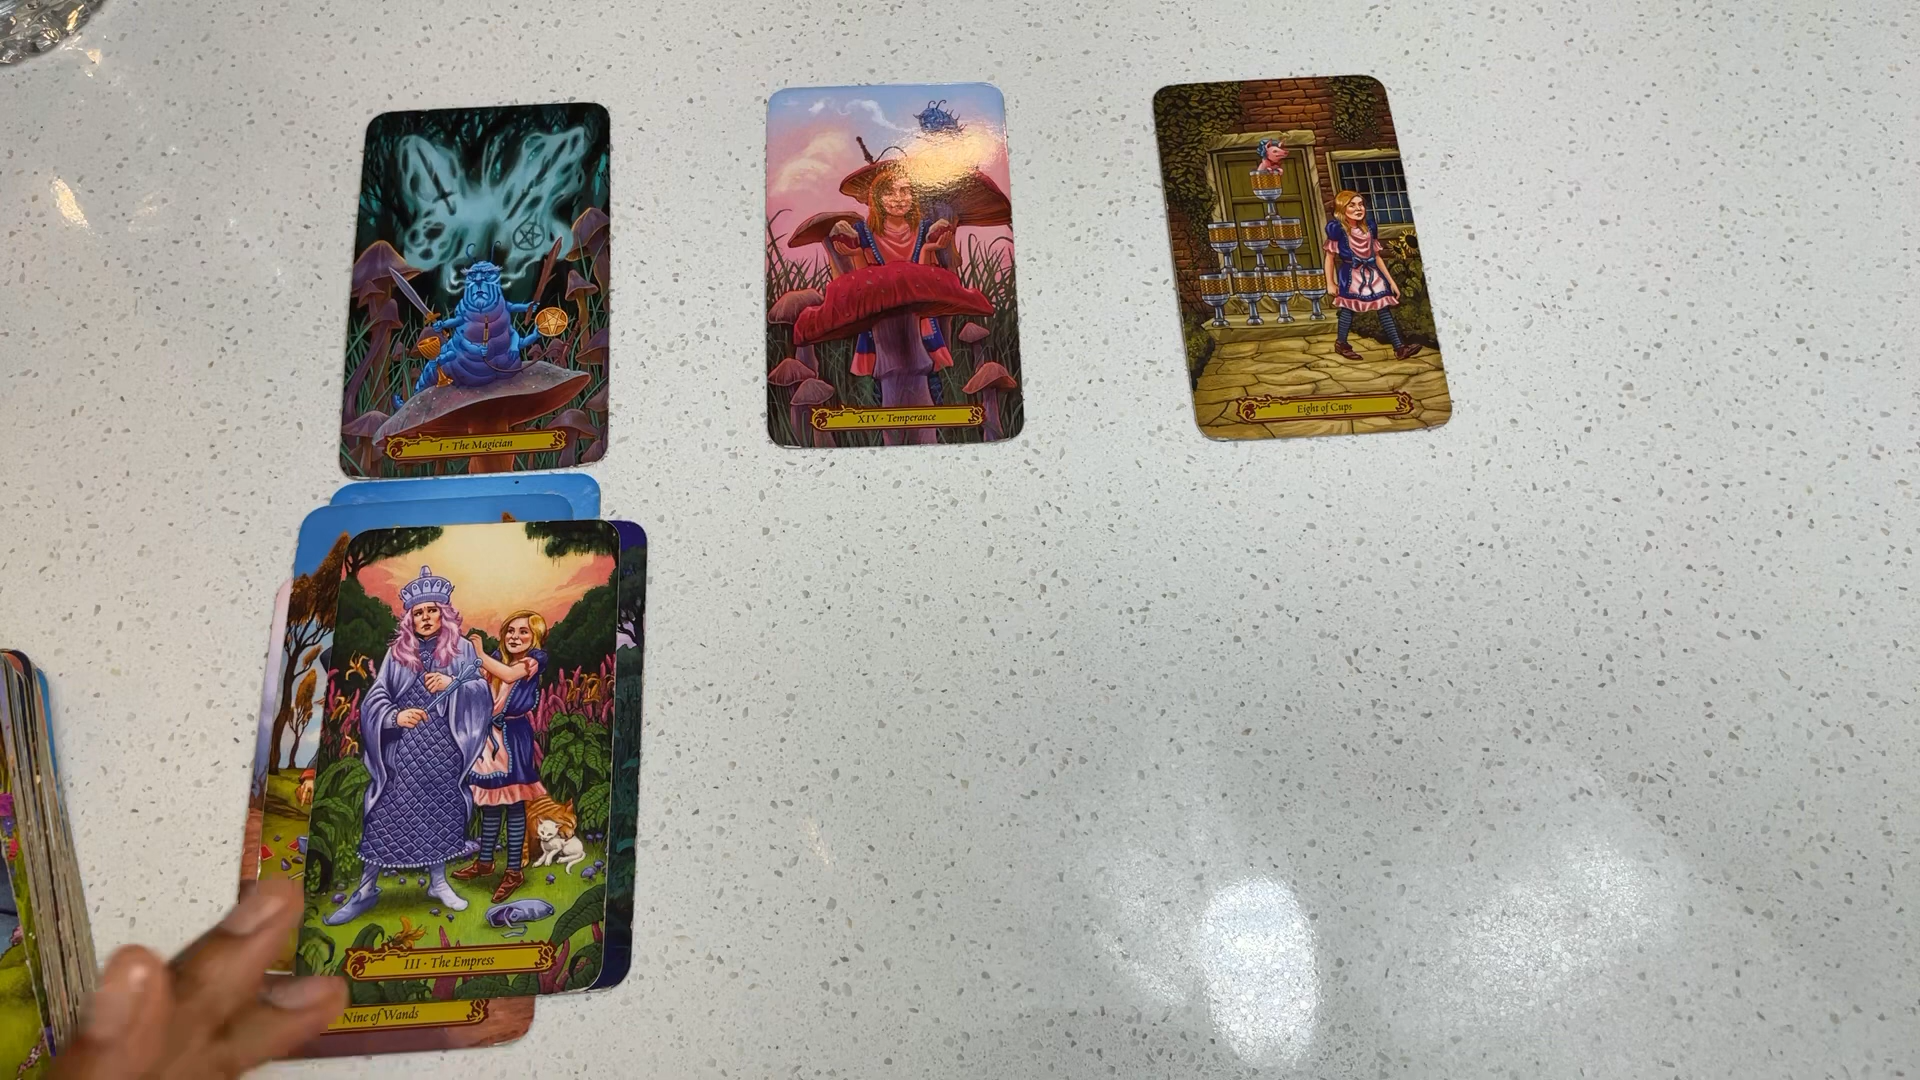 I · The Magician
XIV · Temperance
Eight of Cups
III · The Empress
Nine of Wands